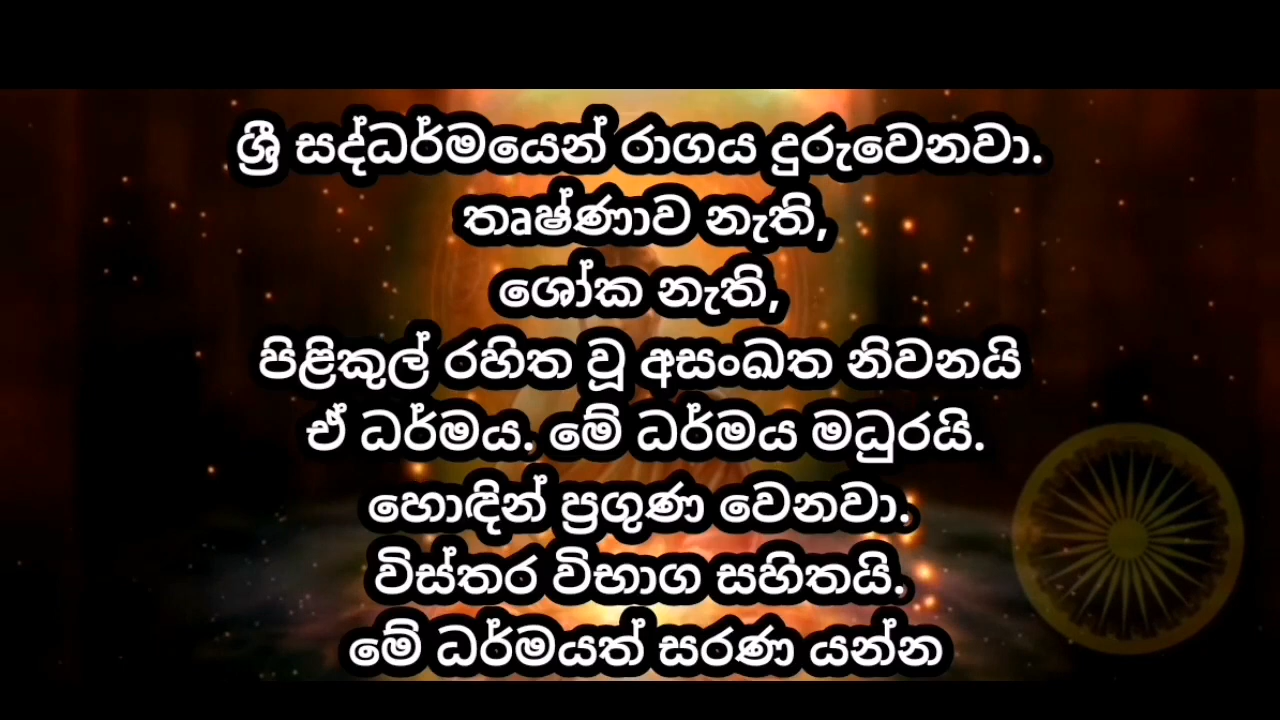 ශ්‍රී සද්ධර්මයෙන් රාගය දුරුවෙනවා.
තෘෂ්ණාව නැති,
ශෝක නැති,
පිළිකුල් රහිත වූ අසංඛත නිවනයි
ඒ ධර්මය. මේ ධර්මය මධුරයි.
හොඳින් ප්‍රගුණ වෙනවා.
විස්තර විභාග සහිතයි.
මේ ධර්මයත් සරණ යන්න